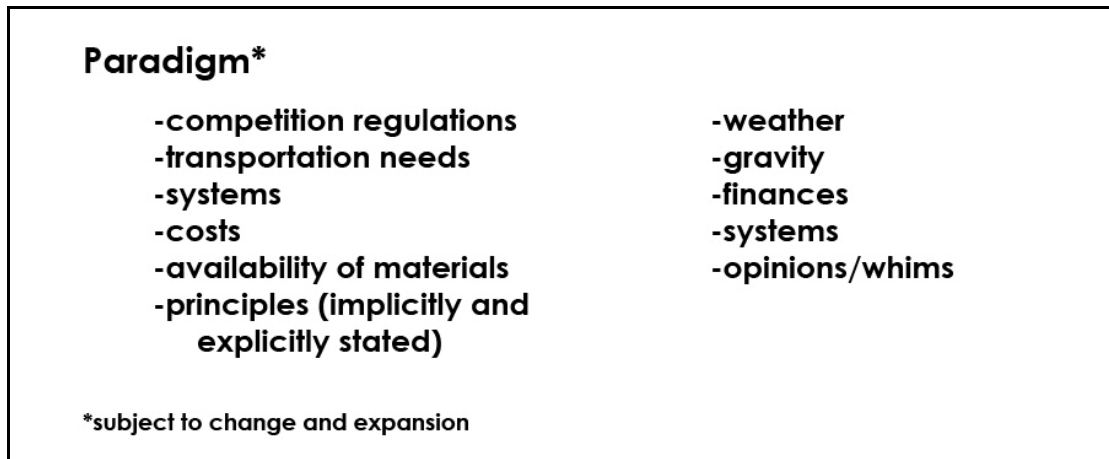 Paradigm*
-competition regulations
-transportation needs
-systems
-costs
-availability of materials
-principles (implicitly and
explicitly stated)
-weather
-gravity
-finances
-systems
-opinions/whims
*subject to change and expansion